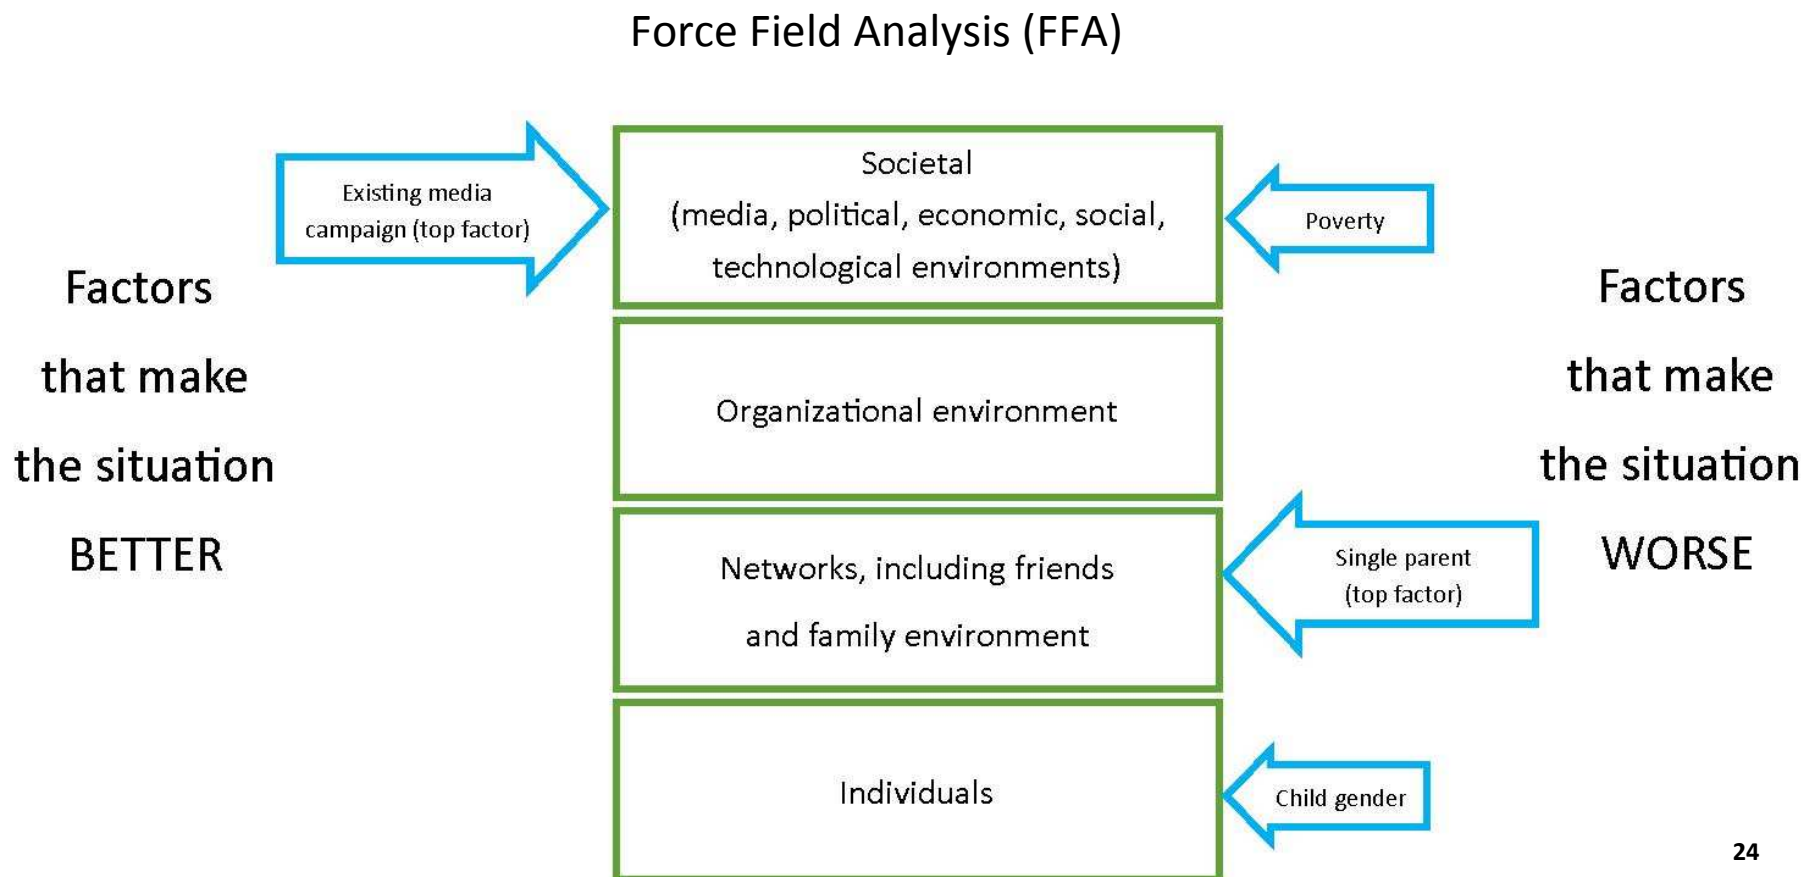 Force Field Analysis (FFA)
Factors
that make
the situation
BETTER
Existing media
campaign (top factor)
Societal
(media, political, economic, social,
technological environments)
Poverty
Organizational environment
Networks, including friends
and family environment
Single parent
(top factor)
Individuals
Child gender
Factors
that make
the situation
WORSE
24